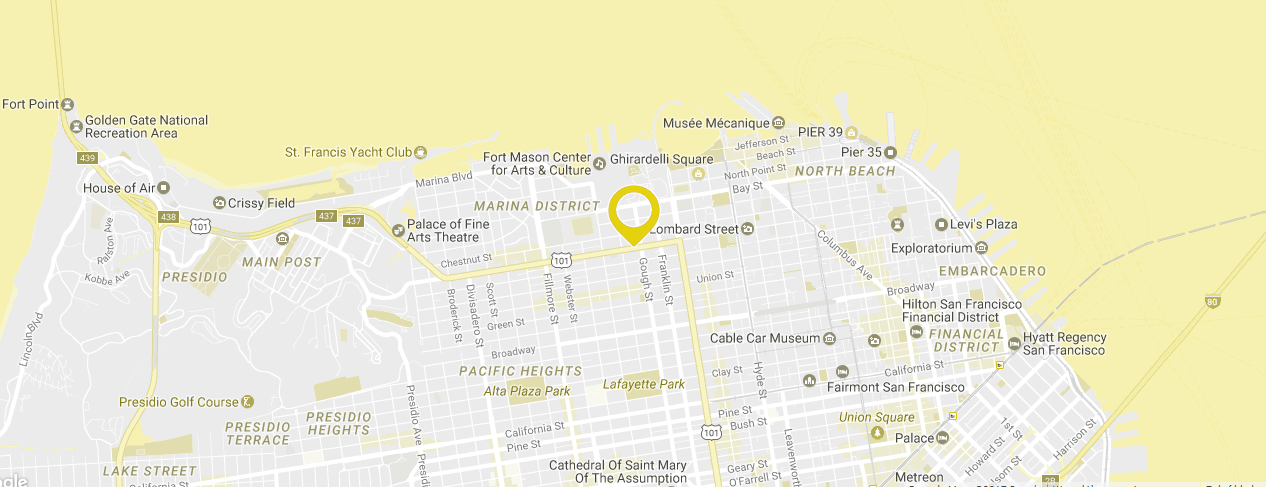 Fort Point
Golden Gate National
Recreation Area
439
House of Air
438
101
Crissy Field
St. Francis Yacht Club
437
437
Palace of Fine
Arts Theatre
Marina Blvd
Fort Mason Center
for Arts & Culture
Ghirardelli Square
MARINA DISTRICT
Musée Mécanique
PIER 39
Pier 35
Jefferson St
Beach St
North Point St
Bay St
NORTH BEACH
Lombard Street
Levi's Plaza
Exploratorium
EMBARCADERO
Columbus Ave
Ralston Ave
Kobbe Ave
PRESIDIO
MAIN POST
Lincoln Blvd
Chestnut St
101
Gough St
Franklin St
Union St
Broadway
Broderick St
Divisadero St
Scott St
Fillmore St
Webster St
Green St
Broadway
Hilton San Francisco
Financial District
FINANCIAL
DISTRICT
Hyatt Regency
San Francisco
80
Cable Car Museum
PACIFIC HEIGHTS
Alta Plaza Park
Lafayette Park
Clay St
Hyde St
California St
Fairmont San Francisco
Presidio Golf Course
PRESIDIO
TERRACE
PRESIDIO
HEIGHTS
Presidio Ave
California St
Pine St
Pine St
Bush St
101
Union Square
Palace
1st St
Howard St
Harrison St
LAKE STREET
California St
Presid
Cathedral Of Saint Mary
Of The Assumption
Geary St
O'Farrell St
Leavenworth
Metreon